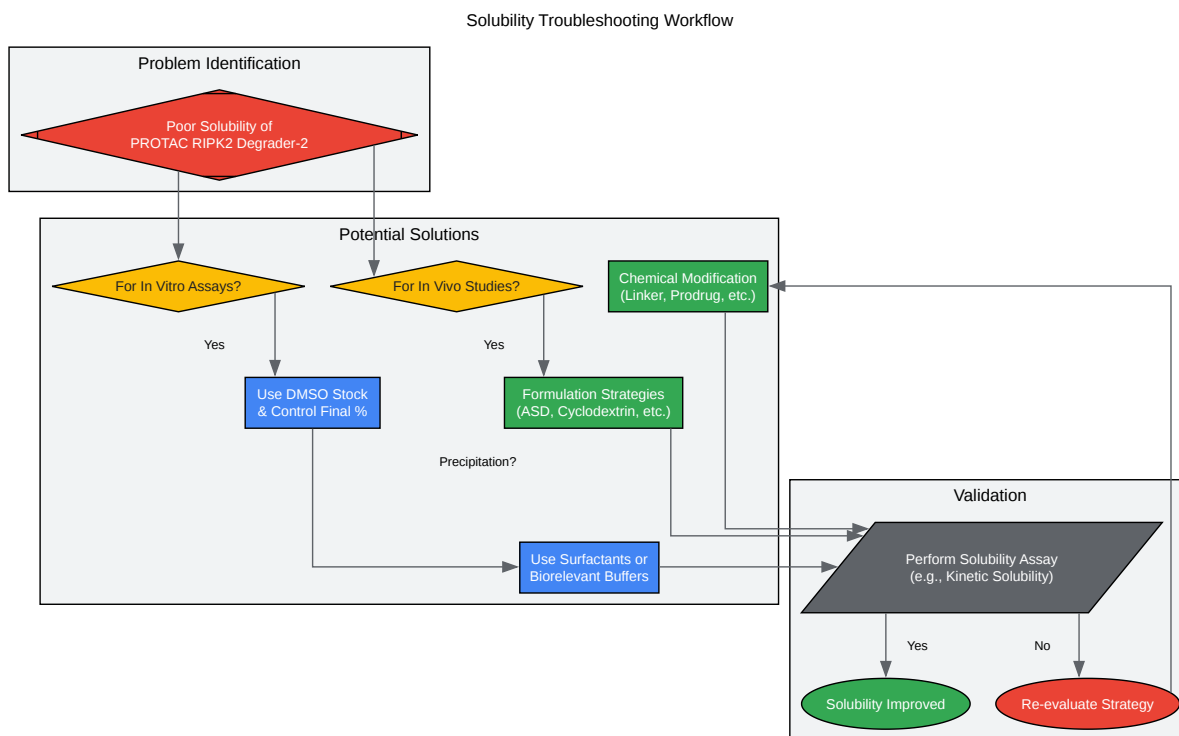 Solubility Troubleshooting Workflow
Problem Identification
Poor Solubility of
PROTAC RIPK2 Degrader-2
Potential Solutions
For In Vitro Assays?
For In Vivo Studies?
Chemical Modification
(Linker, Prodrug, etc.)
Yes
Yes
Use DMSO Stock
& Control Final %
Formulation Strategies
(ASD, Cyclodextrin, etc.)
Precipitation?
Use Surfactants or
Biorelevant Buffers
Validation
Perform Solubility Assay
(e.g., Kinetic Solubility)
Yes
No
Solubility Improved
Re-evaluate Strategy